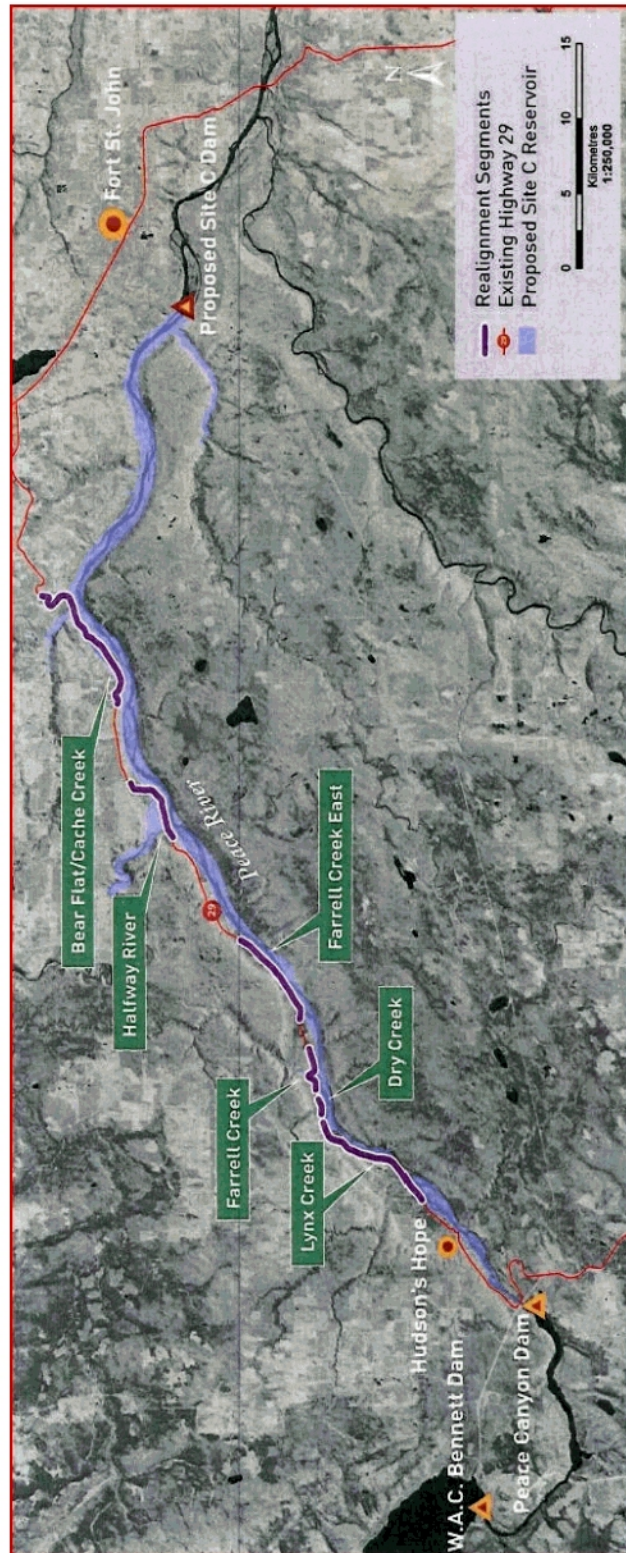 Bear Flat/Cache Creek
Halfway River
Farrell Creek
Lynx Creek
Hudson's Hope
W.A.C. Bennett Dam
Peace Canyon Dam
Dry Creek
Farrell Creek East
Peace River
29
Fort St. John
Proposed Site C Dam
N
Realignment Segments
29
Existing Highway 29
Proposed Site C Reservoir
0 5 10 15
Kilometres
1:250,000